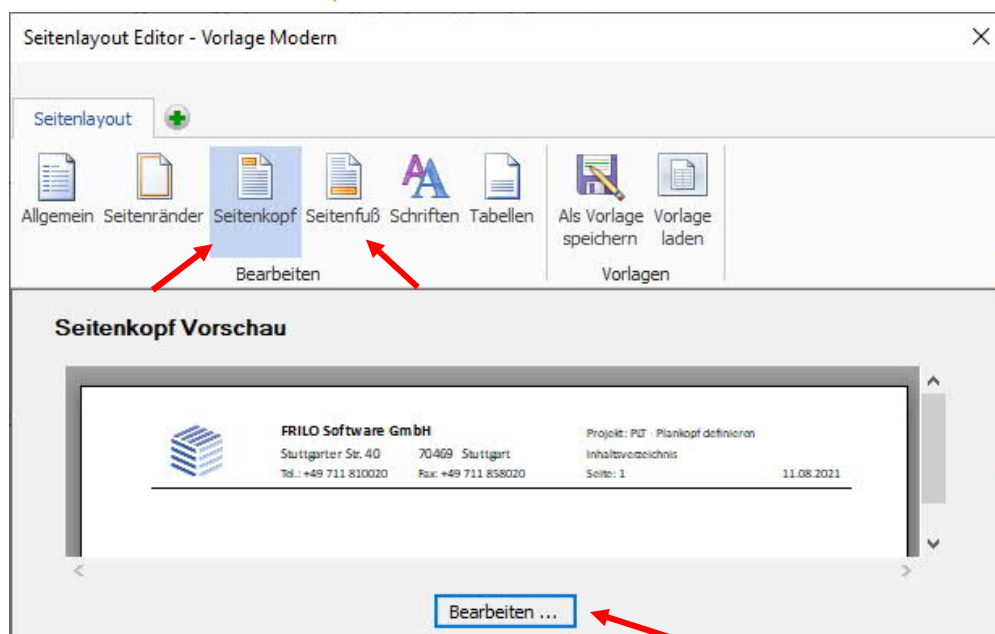 Seitenlayout Editor - Vorlage Modern
Seitenlayout
Allgemein Seitenränder Seitenkopf Seitenfuß Schriften Tabellen Als Vorlage speichern Vorlage laden
Bearbeiten Vorlagen
Seitenkopf Vorschau
FRILO Software GmbH Projekt: PLT - Plankopf definieren
Stuttgarter Str. 40 70469 Stuttgart Inhaltsverzeichnis
Tel.: +49 711 810020 Fax: +49 711 858020 Seite: 1 11.08.2021
Bearbeiten ...